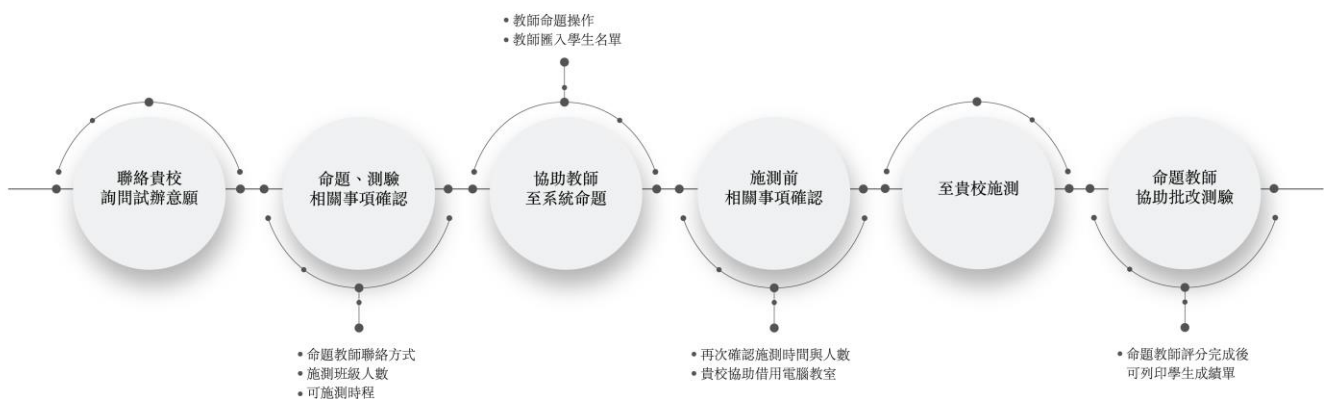 • 教師命題操作
• 教師匯入學生名單
聯絡貴校
詢問試辦意願
命題、測驗
相關事項確認
協助教師
至系統命題
施測前
相關事項確認
至貴校施測
命題教師
協助批改測驗
• 命題教師聯絡方式
• 施測班級人數
• 可施測時程
• 再次確認施測時間與人數
• 貴校協助借用電腦教室
• 命題教師評分完成後
可列印學生成績單